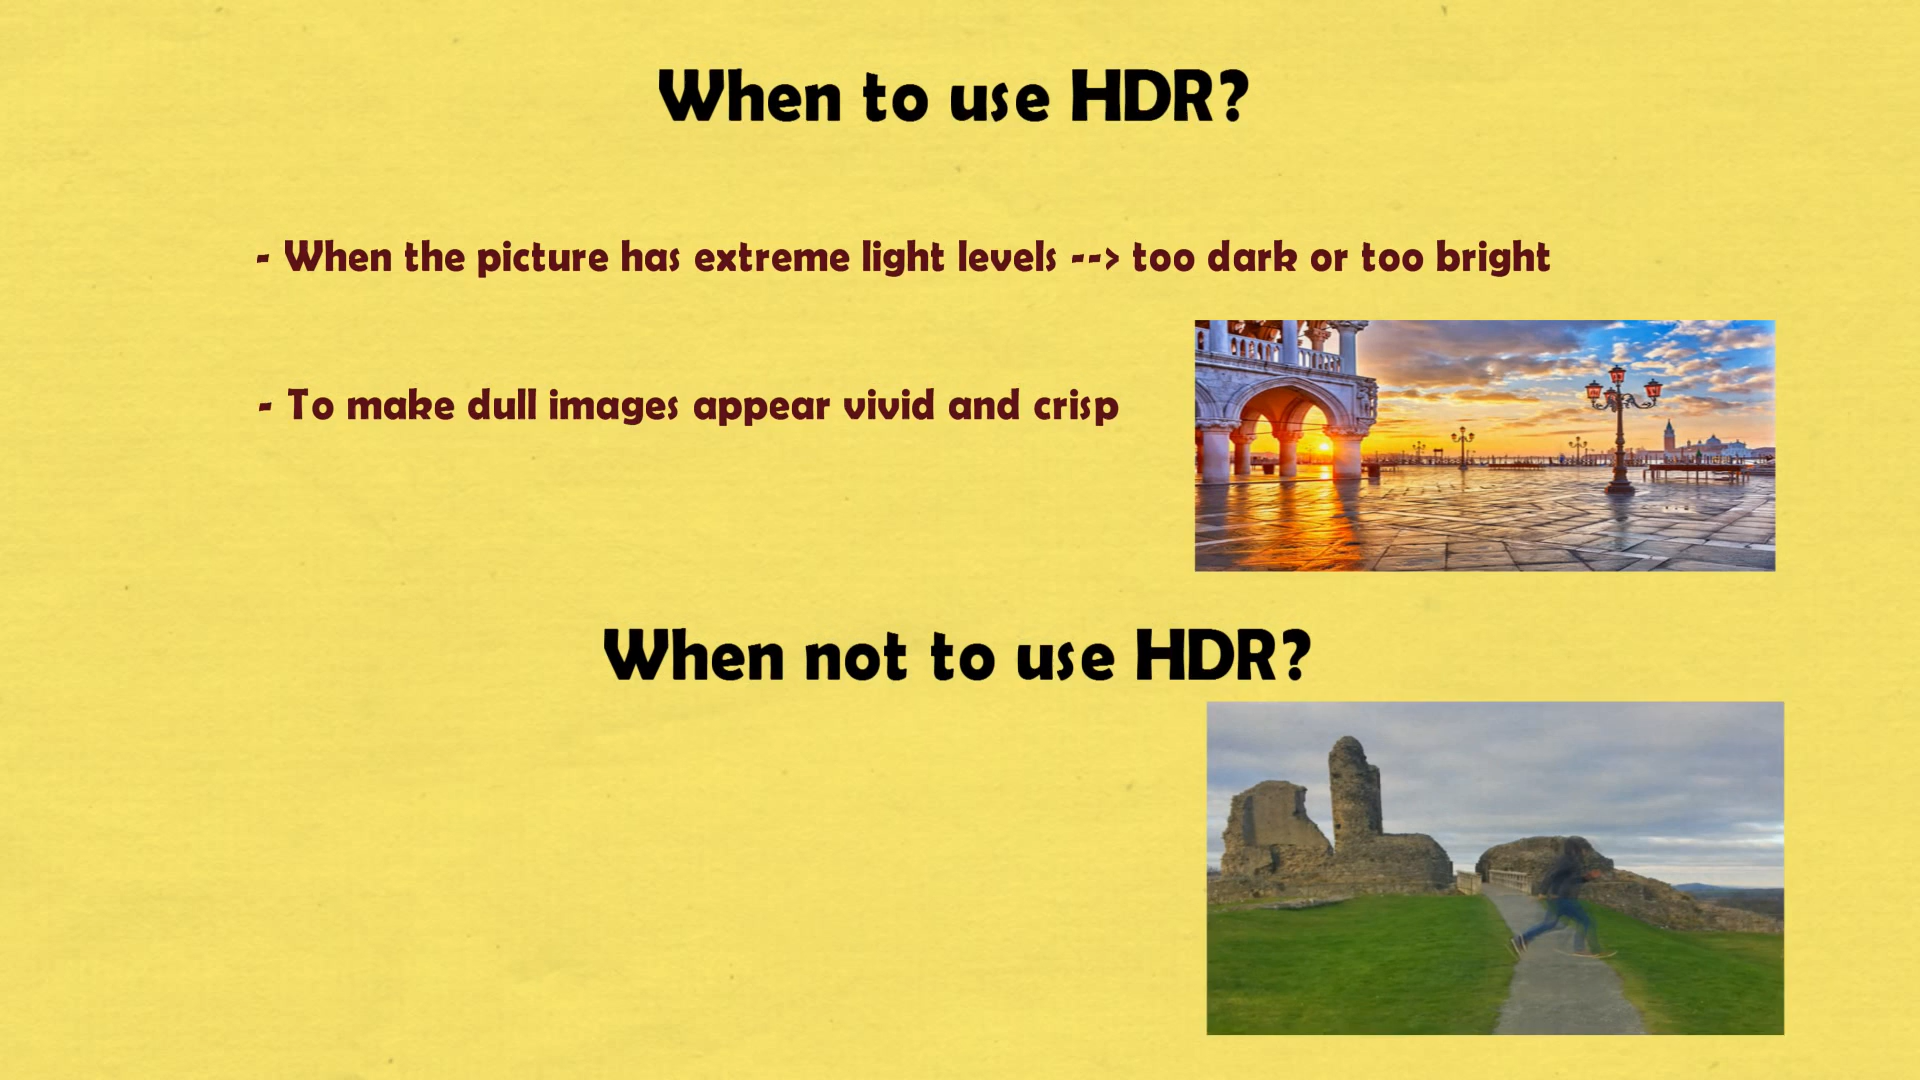 When to use HDR?
- When the picture has extreme light levels --> too dark or too bright
- To make dull images appear vivid and crisp
When not to use HDR?